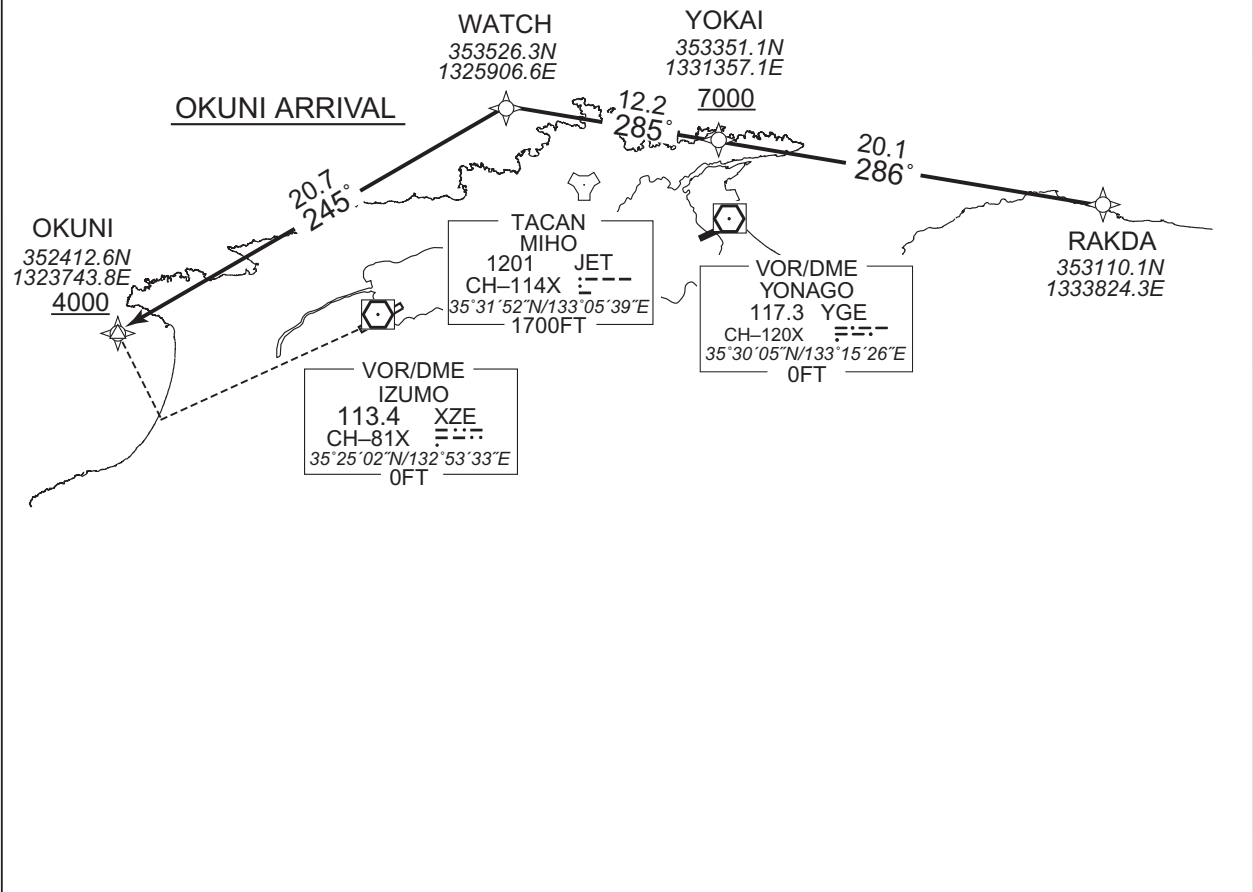 WATCH
353526.3N
1325906.6E
YOKAI
353351.1N
1331357.1E
7000
OKUNI ARRIVAL
12.2
285°
20.1
286°
20.7
245°
OKUNI
352412.6N
1323743.8E
4000
RAKDA
353110.1N
1333824.3E
TACAN
MIHO
1201 JET
CH–114X
35°31´52˝N/133°05´39˝E
1700FT
VOR/DME
YONAGO
117.3 YGE
CH–120X
35°30´05˝N/133°15´26˝E
0FT
VOR/DME
IZUMO
113.4 XZE
CH–81X
35°25´02˝N/132°53´33˝E
0FT